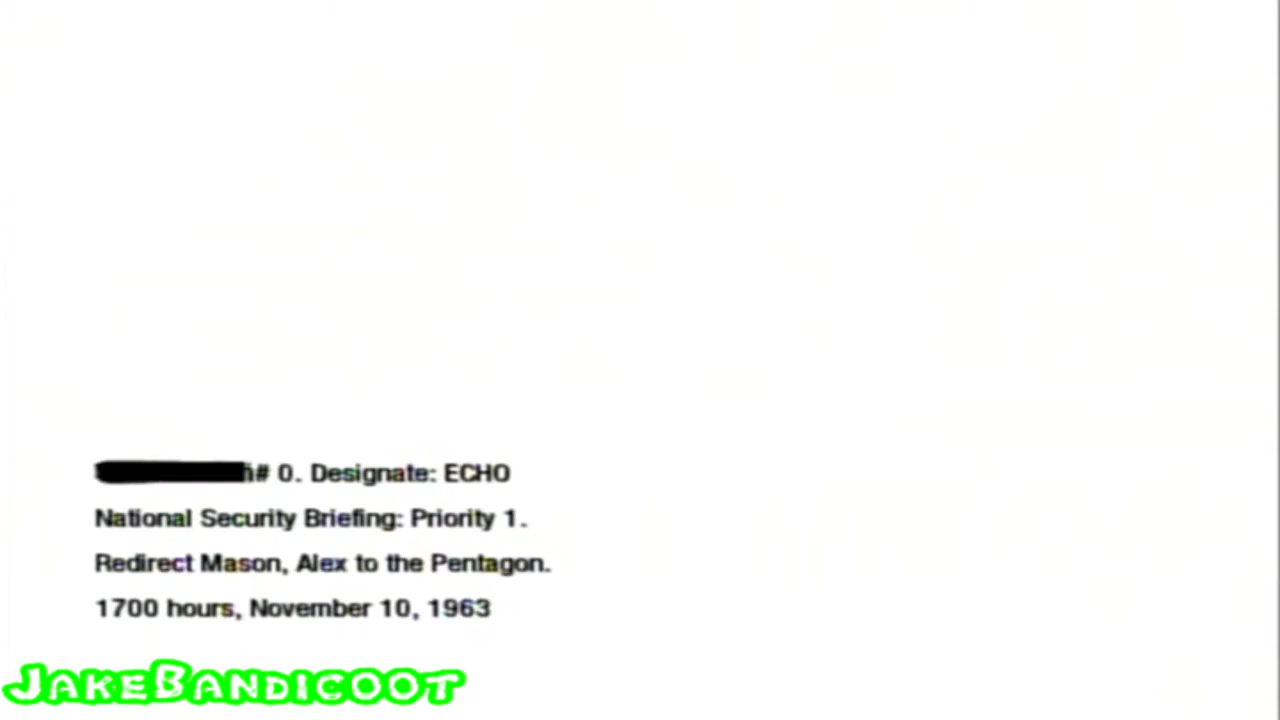 # 0. Designate: ECHO
National Security Briefing: Priority 1.
Redirect Mason, Alex to the Pentagon.
1700 hours, November 10, 1963
JAKEBANDICOOT